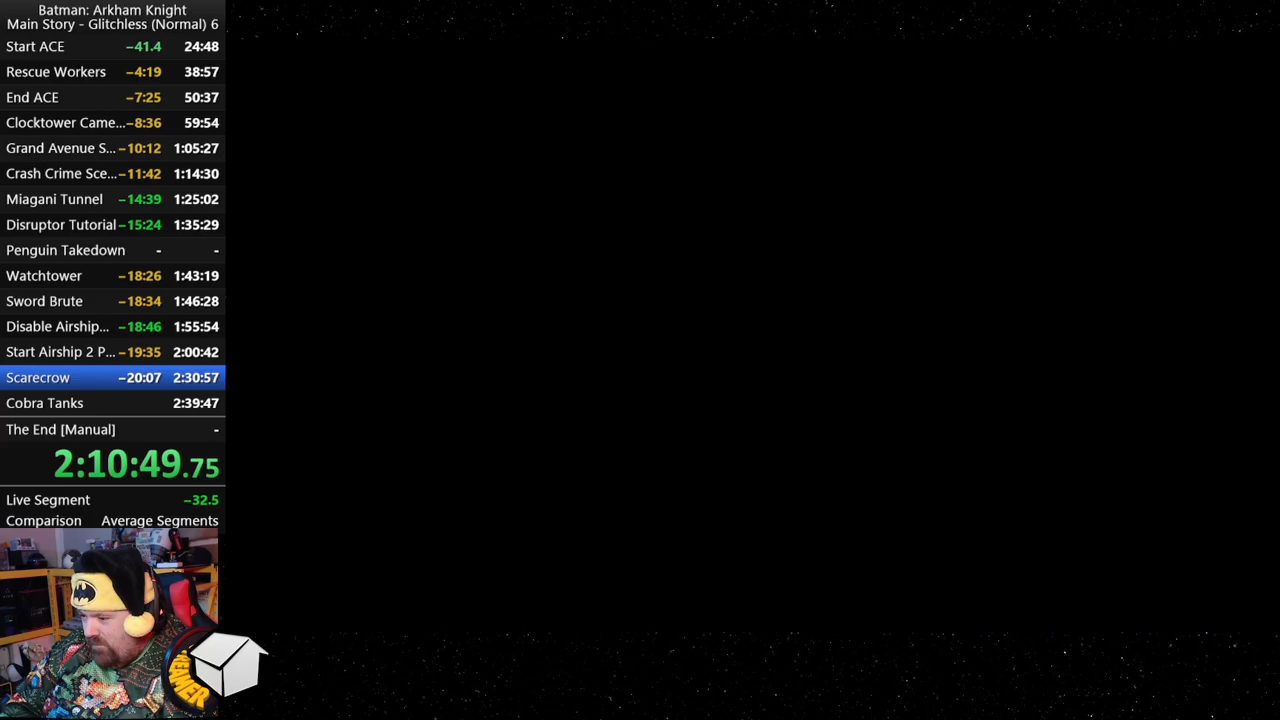 Batman: Arkham Knight
Main Story - Glitchless (Normal) 6
Start ACE -41.4 24:48
Rescue Workers -4:19 38:57
End ACE -7:25 50:37
Clocktower Came... -8:36 59:54
Grand Avenue S... -10:12 1:05:27
Crash Crime Sce... -11:42 1:14:30
Miagani Tunnel -14:39 1:25:02
Disruptor Tutorial -15:24 1:35:29
Penguin Takedown - -
Watchtower -18:26 1:43:19
Sword Brute -18:34 1:46:28
Disable Airship... -18:46 1:55:54
Start Airship 2 P... -19:35 2:00:42
Scarecrow -20:07 2:30:57
Cobra Tanks 2:39:47
The End [Manual] -
2:10:49.75
Live Segment -32.5
Comparison Average Segments